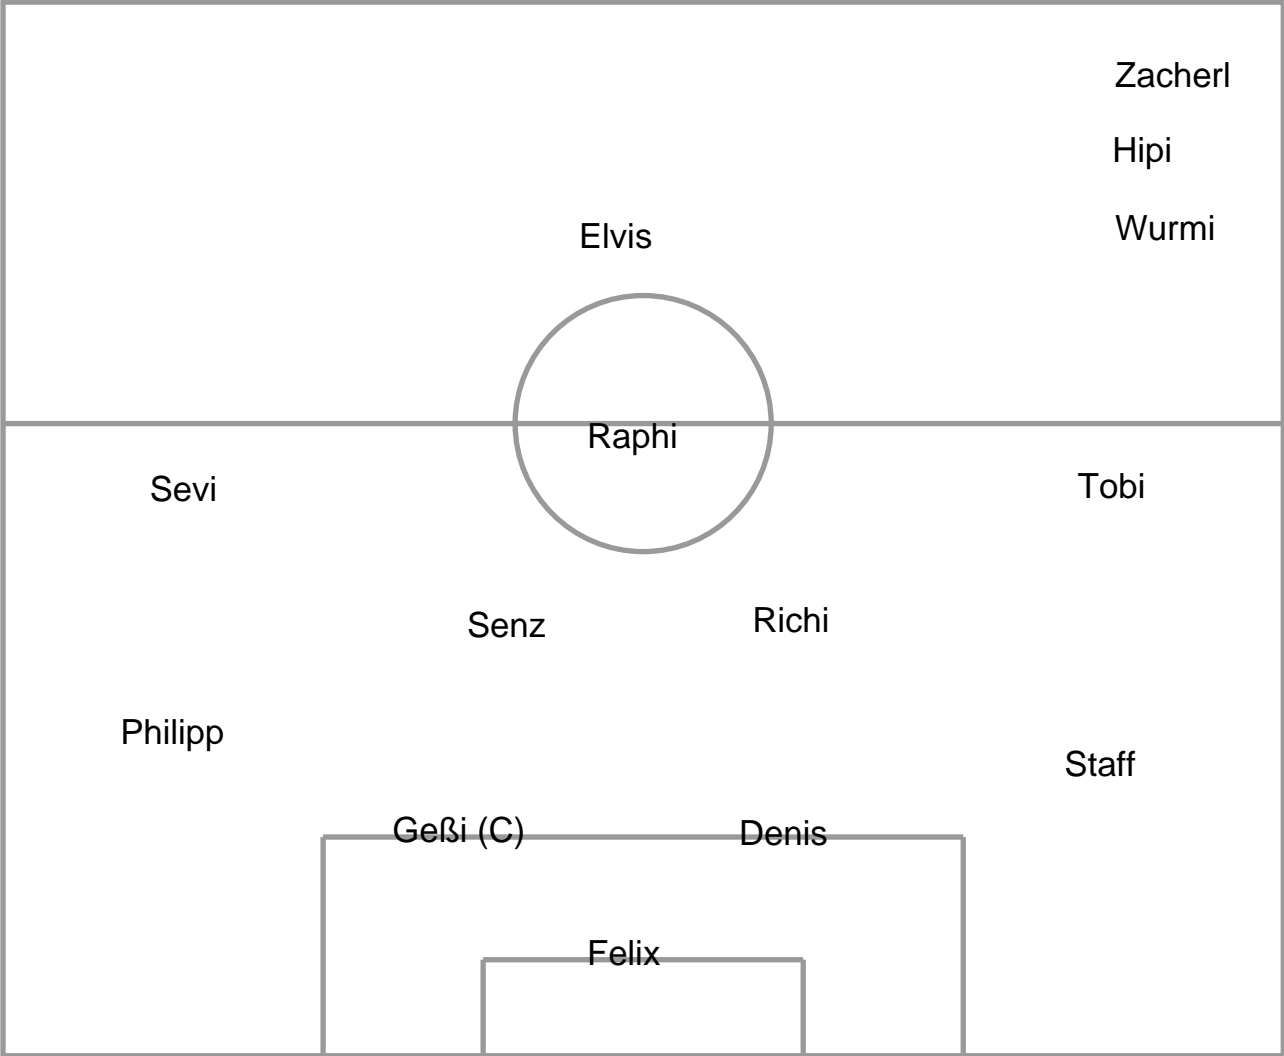 Zacherl
Hipi
Wurmi
Elvis
Raphi
Sevi
Tobi
Senz
Richi
Philipp
Staff
Geßi (C)
Denis
Felix